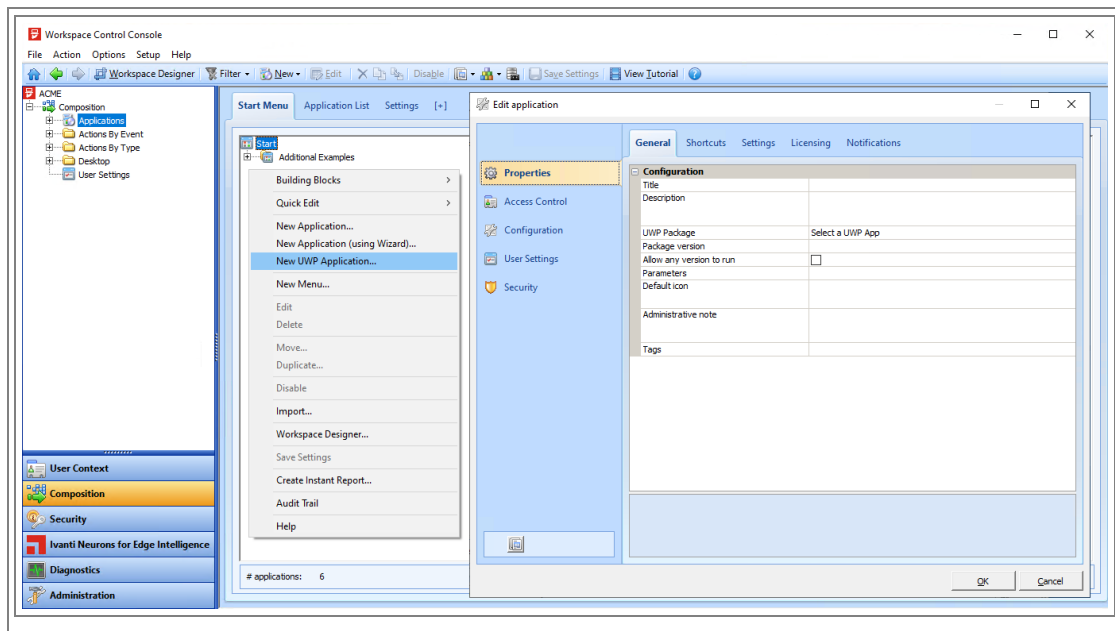 Workspace Control Console
File Action Options Setup Help
Workspace Designer Filter New Edit Disable Save Settings View Tutorial
ACME
Composition
Applications
Actions By Event
Actions By Type
Desktop
User Settings
User Context
Composition
Security
Ivanti Neurons for Edge Intelligence
Diagnostics
Administration
Start Menu Application List Settings [+]
Start
Additional Examples
Building Blocks
Quick Edit
New Application...
New Application (using Wizard)...
New UWP Application...
New Menu...
Edit
Delete
Move...
Duplicate...
Disable
Import...
Workspace Designer...
Save Settings
Create Instant Report...
Audit Trail
Help
# applications: 6
Edit application
Properties
Access Control
Configuration
User Settings
Security
General Shortcuts Settings Licensing Notifications
Configuration
Title
Description
UWP Package Select a UWP App
Package version
Allow any version to run
Parameters
Default icon
Administrative note
Tags
OK Cancel